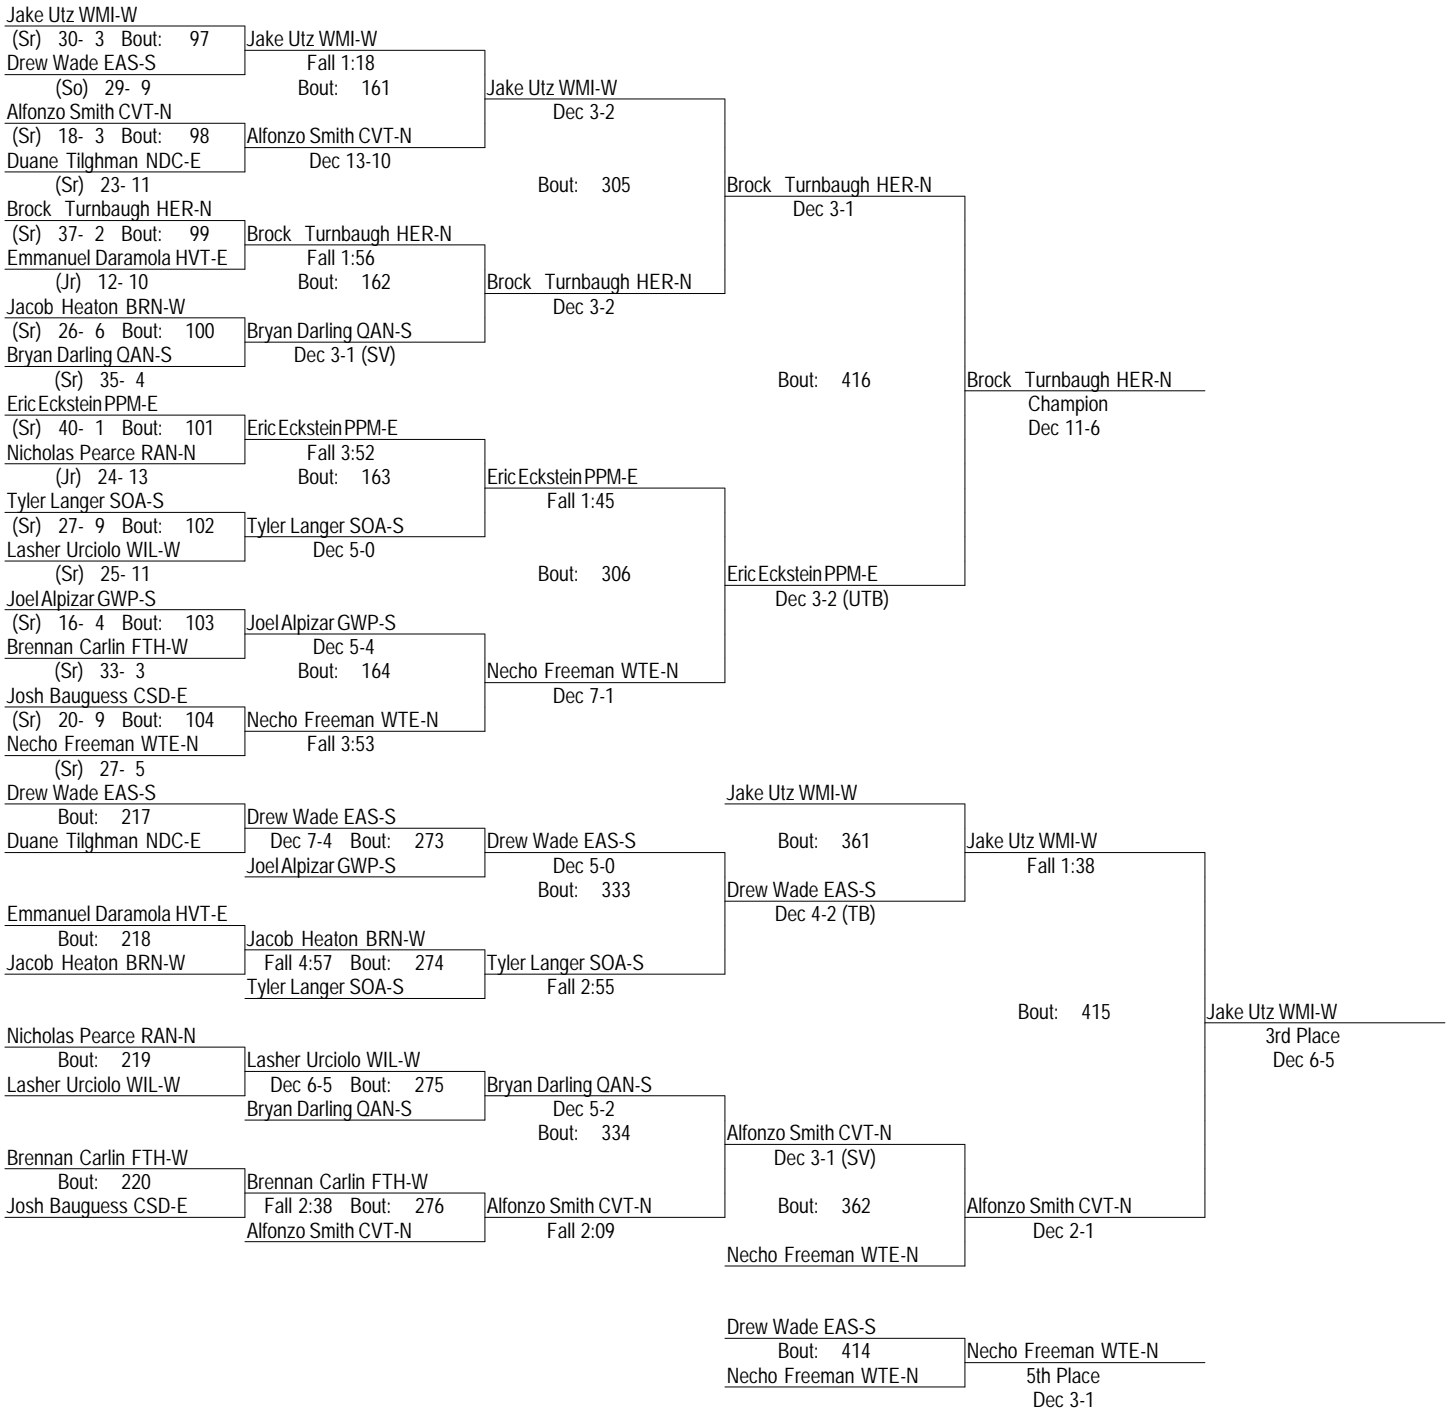 Jake Utz WMI-W
(Sr) 30- 3 Bout: 97 Jake Utz WMI-W
Drew Wade EAS-S Fall 1:18
(So) 29- 9 Bout: 161 Jake Utz WMI-W
Alfonzo Smith CVT-N Dec 3-2
(Sr) 18- 3 Bout: 98 Alfonzo Smith CVT-N
Duane Tilghman NDC-E Dec 13-10
(Sr) 23- 11 Bout: 305 Brock Turnbaugh HER-N
Brock Turnbaugh HER-N Dec 3-1
(Sr) 37- 2 Bout: 99 Brock Turnbaugh HER-N
Emmanuel Daramola HVT-E Fall 1:56
(Jr) 12- 10 Bout: 162 Brock Turnbaugh HER-N
Jacob Heaton BRN-W Dec 3-2
(Sr) 26- 6 Bout: 100 Bryan Darling QAN-S
Bryan Darling QAN-S Dec 3-1 (SV)
(Sr) 35- 4 Bout: 416 Brock Turnbaugh HER-N
Eric Eckstein PPM-E Champion
(Sr) 40- 1 Bout: 101 Eric Eckstein PPM-E Dec 11-6
Nicholas Pearce RAN-N Fall 3:52
(Jr) 24- 13 Bout: 163 Eric Eckstein PPM-E
Tyler Langer SOA-S Fall 1:45
(Sr) 27- 9 Bout: 102 Tyler Langer SOA-S
Lasher Urciolo WIL-W Dec 5-0
(Sr) 25- 11 Bout: 306 Eric Eckstein PPM-E
Joel Alpizar GWP-S Dec 3-2 (UTB)
(Sr) 16- 4 Bout: 103 Joel Alpizar GWP-S
Brennan Carlin FTH-W Dec 5-4
(Sr) 33- 3 Bout: 164 Necho Freeman WTE-N
Josh Bauguess CSD-E Dec 7-1
(Sr) 20- 9 Bout: 104 Necho Freeman WTE-N
Necho Freeman WTE-N Fall 3:53
(Sr) 27- 5
Drew Wade EAS-S Jake Utz WMI-W
Bout: 217 Drew Wade EAS-S
Duane Tilghman NDC-E Dec 7-4 Bout: 273 Drew Wade EAS-S Bout: 361 Jake Utz WMI-W
Joel Alpizar GWP-S Dec 5-0 Fall 1:38
Bout: 333 Drew Wade EAS-S
Emmanuel Daramola HVT-E Dec 4-2 (TB)
Bout: 218 Jacob Heaton BRN-W
Jacob Heaton BRN-W Fall 4:57 Bout: 274 Tyler Langer SOA-S
Tyler Langer SOA-S Fall 2:55
Bout: 415 Jake Utz WMI-W
Nicholas Pearce RAN-N 3rd Place
Bout: 219 Lasher Urciolo WIL-W Dec 6-5
Lasher Urciolo WIL-W Dec 6-5 Bout: 275 Bryan Darling QAN-S
Bryan Darling QAN-S Dec 5-2
Bout: 334 Alfonzo Smith CVT-N
Brennan Carlin FTH-W Dec 3-1 (SV)
Bout: 220 Brennan Carlin FTH-W
Josh Bauguess CSD-E Fall 2:38 Bout: 276 Alfonzo Smith CVT-N Bout: 362 Alfonzo Smith CVT-N
Alfonzo Smith CVT-N Fall 2:09 Dec 2-1
Necho Freeman WTE-N
Drew Wade EAS-S
Bout: 414 Necho Freeman WTE-N
Necho Freeman WTE-N 5th Place
Dec 3-1